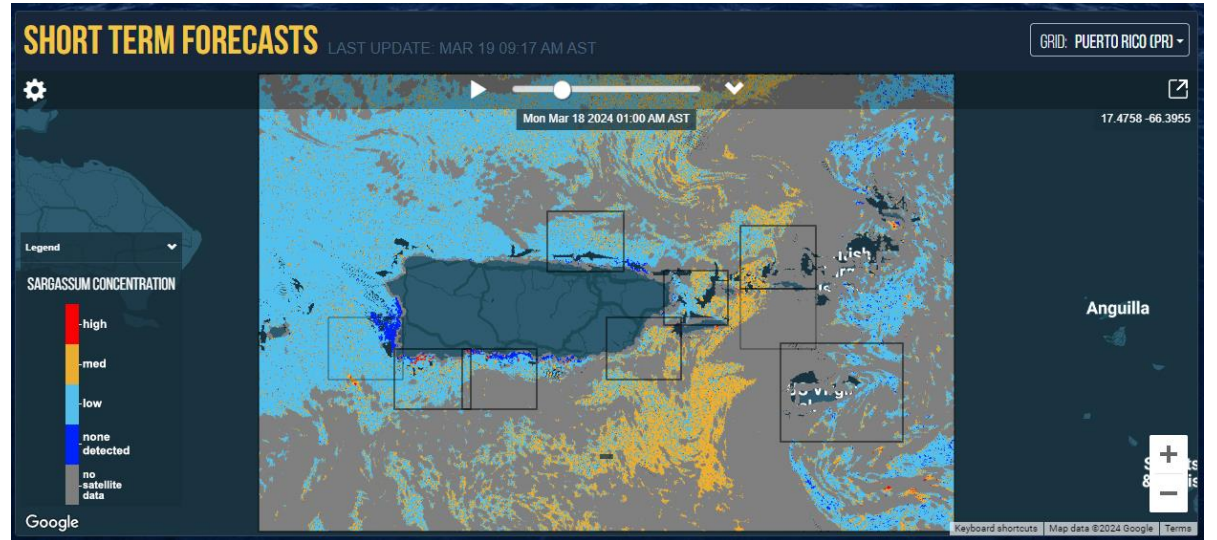 SHORT TERM FORECASTS LAST UPDATE: MAR 19 09:17 AM AST
GRID: PUERTO RICO (PR)
Mon Mar 18 2024 01:00 AM AST
17.4758 -66.3955
Legend
SARGASSUM CONCENTRATION
high
med
low
none
detected
no
satellite
data
Anguilla
+
−
Google
Keyboard shortcuts
Map data ©2024 Google
Terms